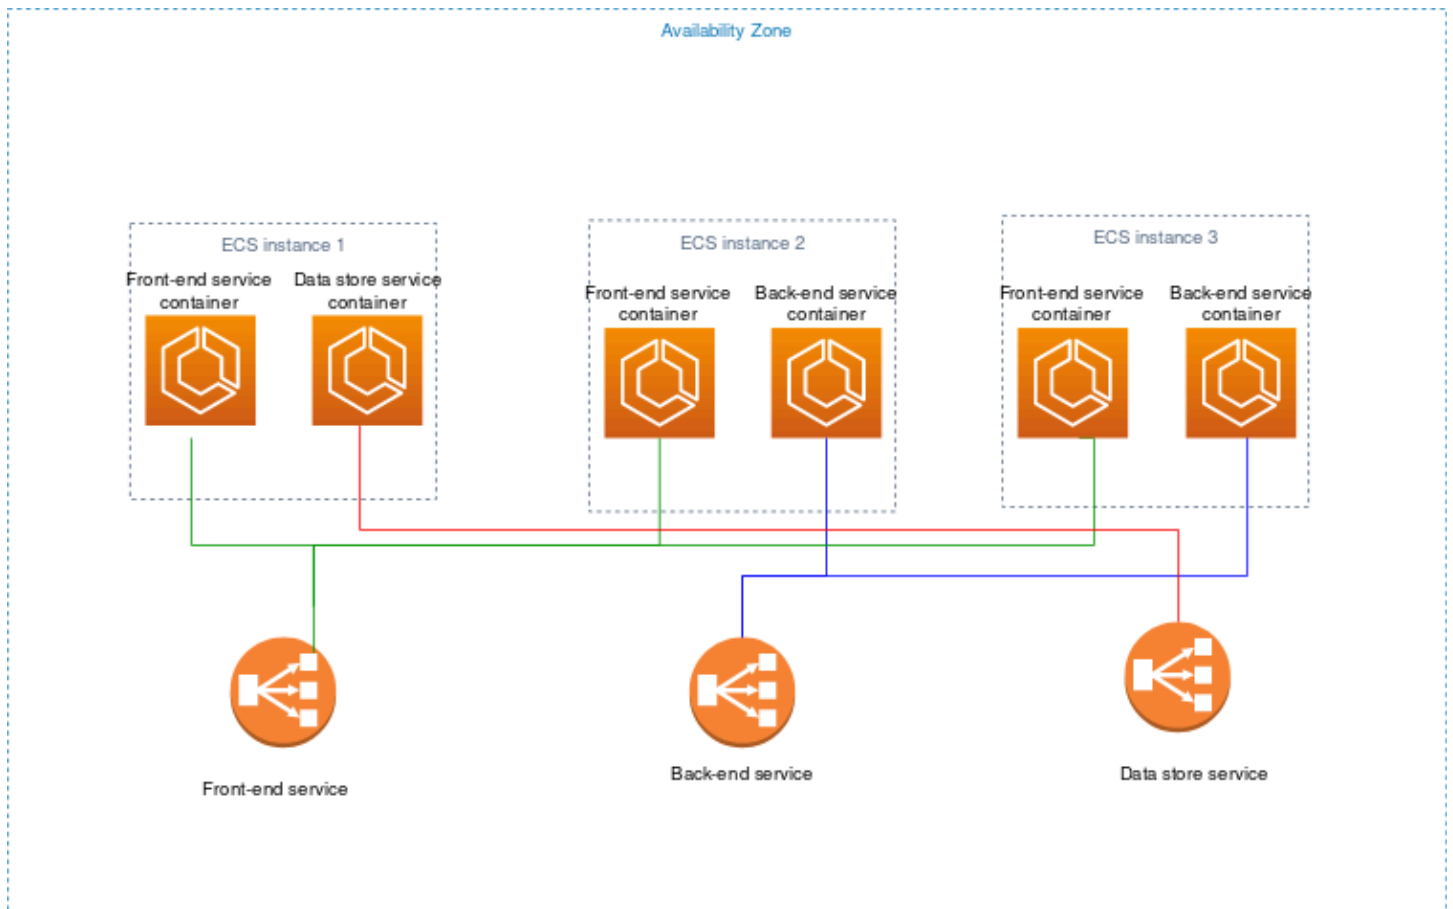 Availability Zone
ECS instance 1
Front-end service
container
Data store service
container
ECS instance 2
Front-end service
container
Back-end service
container
ECS instance 3
Front-end service
container
Back-end service
container
Front-end service
Back-end service
Data store service